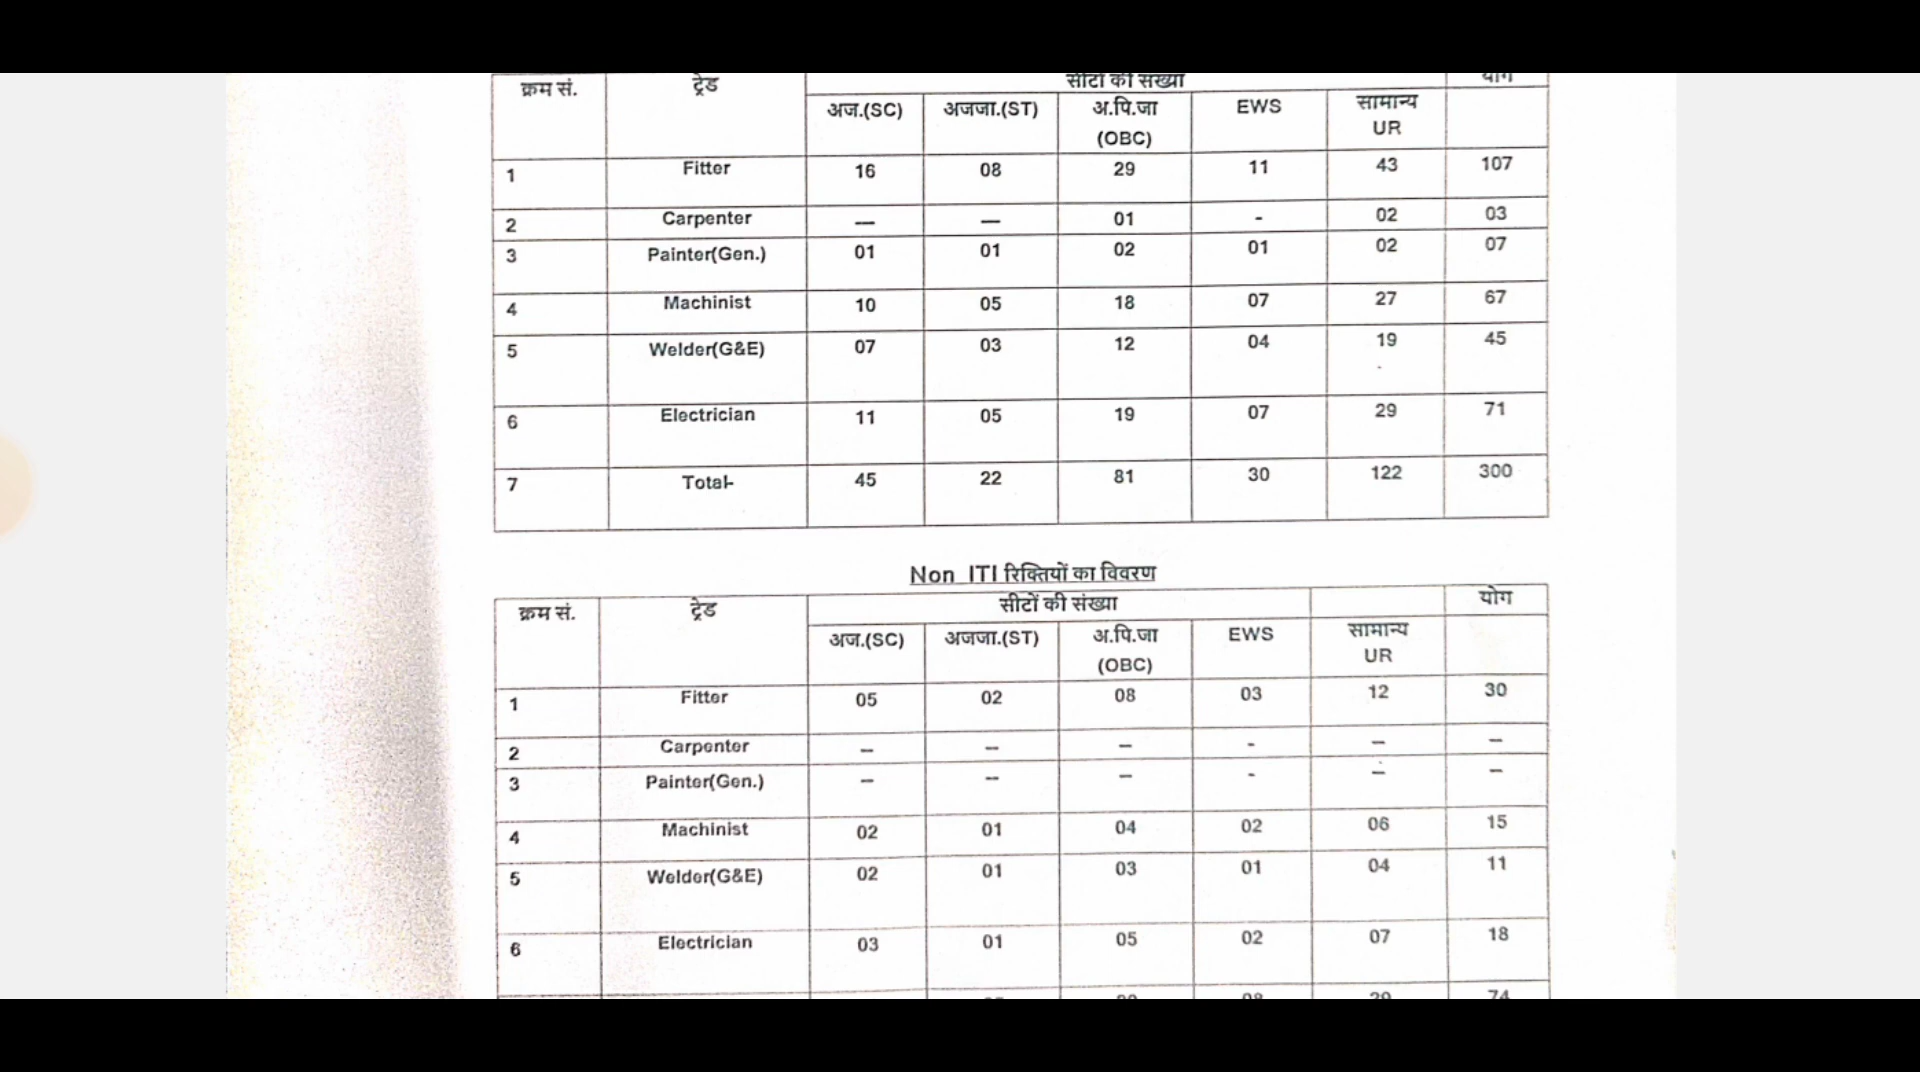 क्रम सं. ट्रेड सीटों की संख्या योग
अज.(SC) अजजा.(ST) अ.पि.जा (OBC) EWS सामान्य UR
1 Fitter 16 08 29 11 43 107
2 Carpenter — — 01 - 02 03
3 Painter(Gen.) 01 01 02 01 02 07
4 Machinist 10 05 18 07 27 67
5 Welder(G&E) 07 03 12 04 19 45
6 Electrician 11 05 19 07 29 71
7 Total- 45 22 81 30 122 300
Non ITI रिक्तियों का विवरण
क्रम सं. ट्रेड सीटों की संख्या योग
अज.(SC) अजजा.(ST) अ.पि.जा (OBC) EWS सामान्य UR
1 Fitter 05 02 08 03 12 30
2 Carpenter – – – - – –
3 Painter(Gen.) – – – - – –
4 Machinist 02 01 04 02 06 15
5 Welder(G&E) 02 01 03 01 04 11
6 Electrician 03 01 05 02 07 18
74